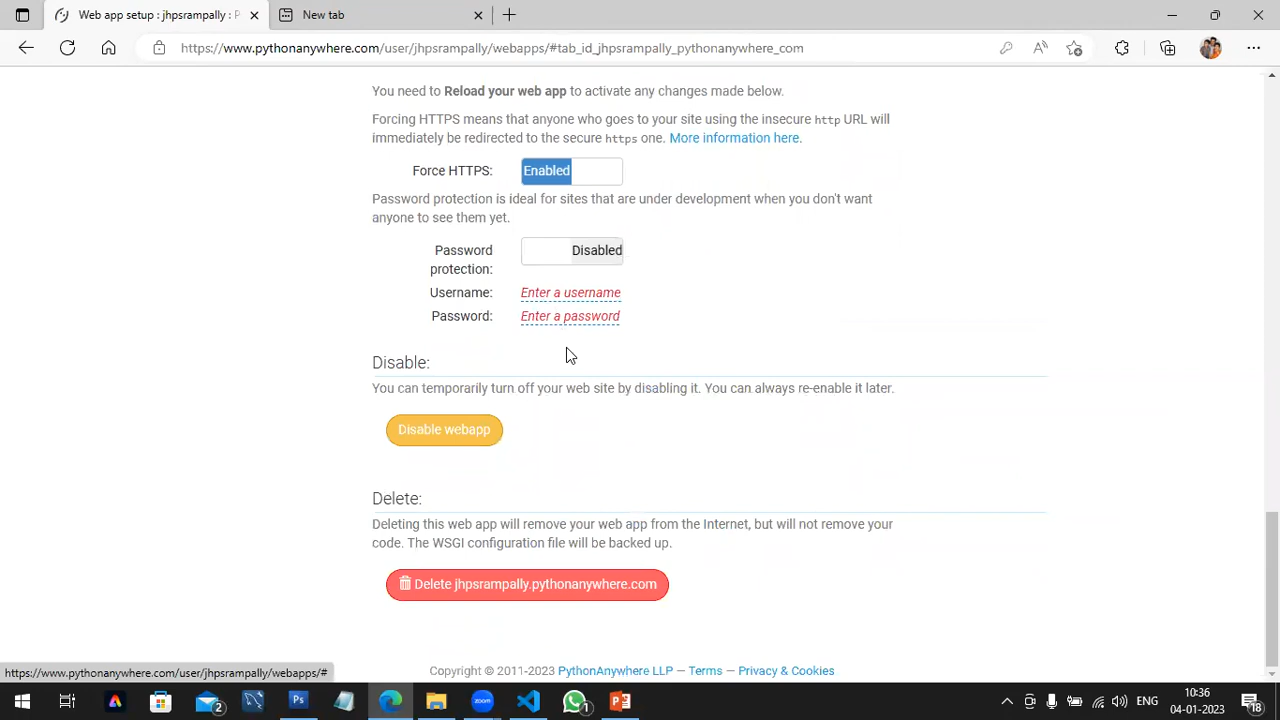 Web app setup : jhpsrampally : P
New tab
https://www.pythonanywhere.com/user/jhpsrampally/webapps/#tab_id_jhpsrampally_pythonanywhere_com
You need to Reload your web app to activate any changes made below.
Forcing HTTPS means that anyone who goes to your site using the insecure http URL will
immediately be redirected to the secure https one. More information here.
Force HTTPS: Enabled
Password protection is ideal for sites that are under development when you don't want
anyone to see them yet.
Password Disabled
protection:
Username: Enter a username
Password: Enter a password
Disable:
You can temporarily turn off your web site by disabling it. You can always re-enable it later.
Disable webapp
Delete:
Deleting this web app will remove your web app from the Internet, but will not remove your
code. The WSGI configuration file will be backed up.
Delete jhpsrampally.pythonanywhere.com
Copyright © 2011-2023 PythonAnywhere LLP — Terms — Privacy & Cookies
https://www.pythonanywhere.com/user/jhpsrampally/webapps/#
2
Ps
zoom
1
P
ENG
10:36
04-01-2023
18